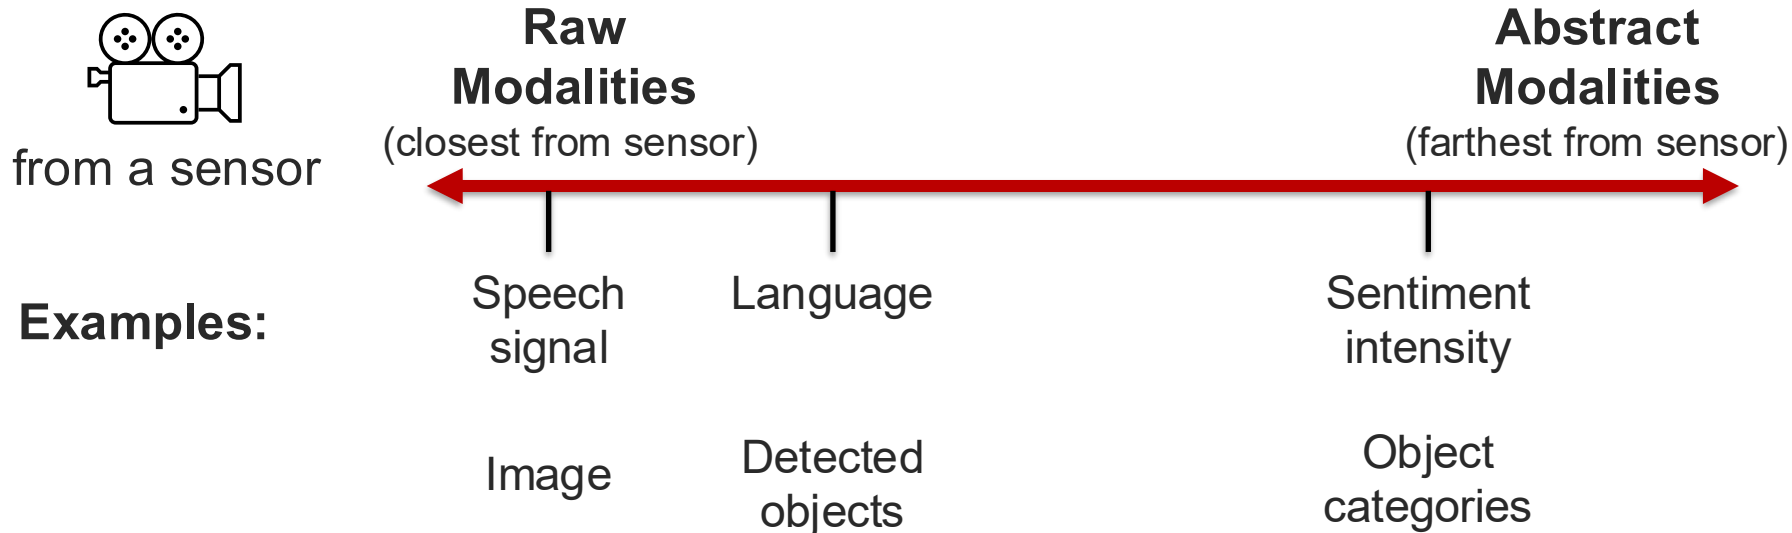 Raw
Modalities
(closest from sensor)
Abstract
Modalities
(farthest from sensor)
from a sensor
Examples:
Speech
signal
Language
Sentiment
intensity
Image
Detected
objects
Object
categories